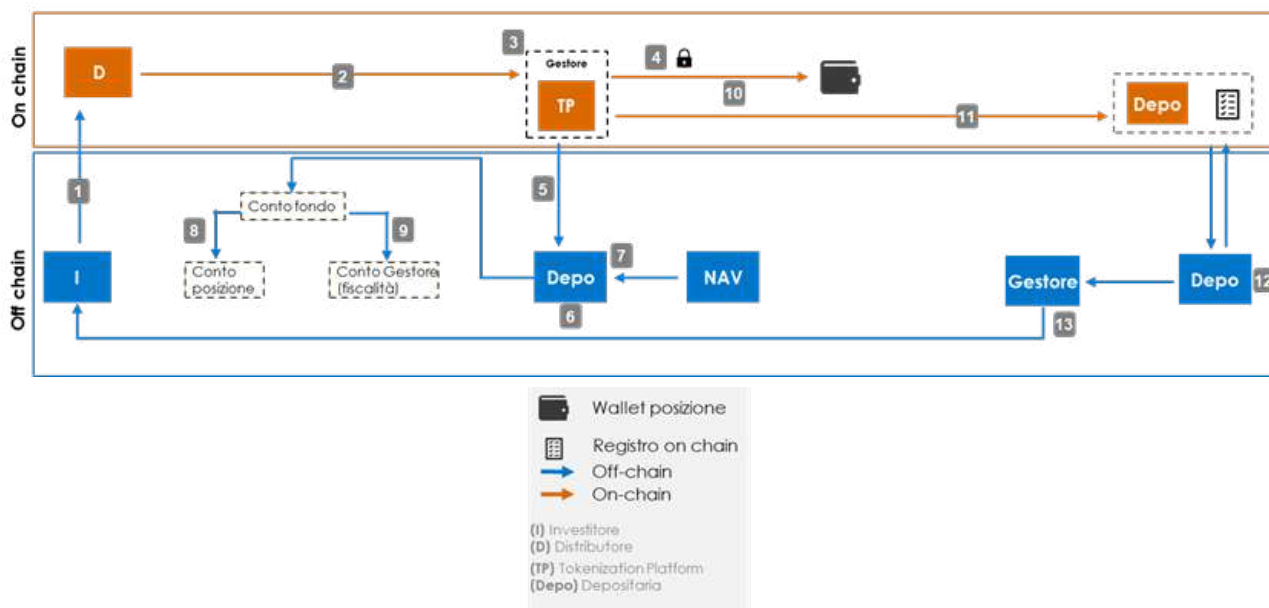 On chain
D
2
3
Gestore
TP
4
10
11
Depo
Off chain
1
I
Conto fondo
8
9
Conto
posizione
Conto Gestore
(fiscalità)
5
Depo
6
7
NAV
Gestore
13
Depo
12
Wallet posizione
Registro on chain
Off-chain
On-chain
(I) Investitore
(D) Distributore
(TP) Tokenization Platform
(Depo) Depositaria